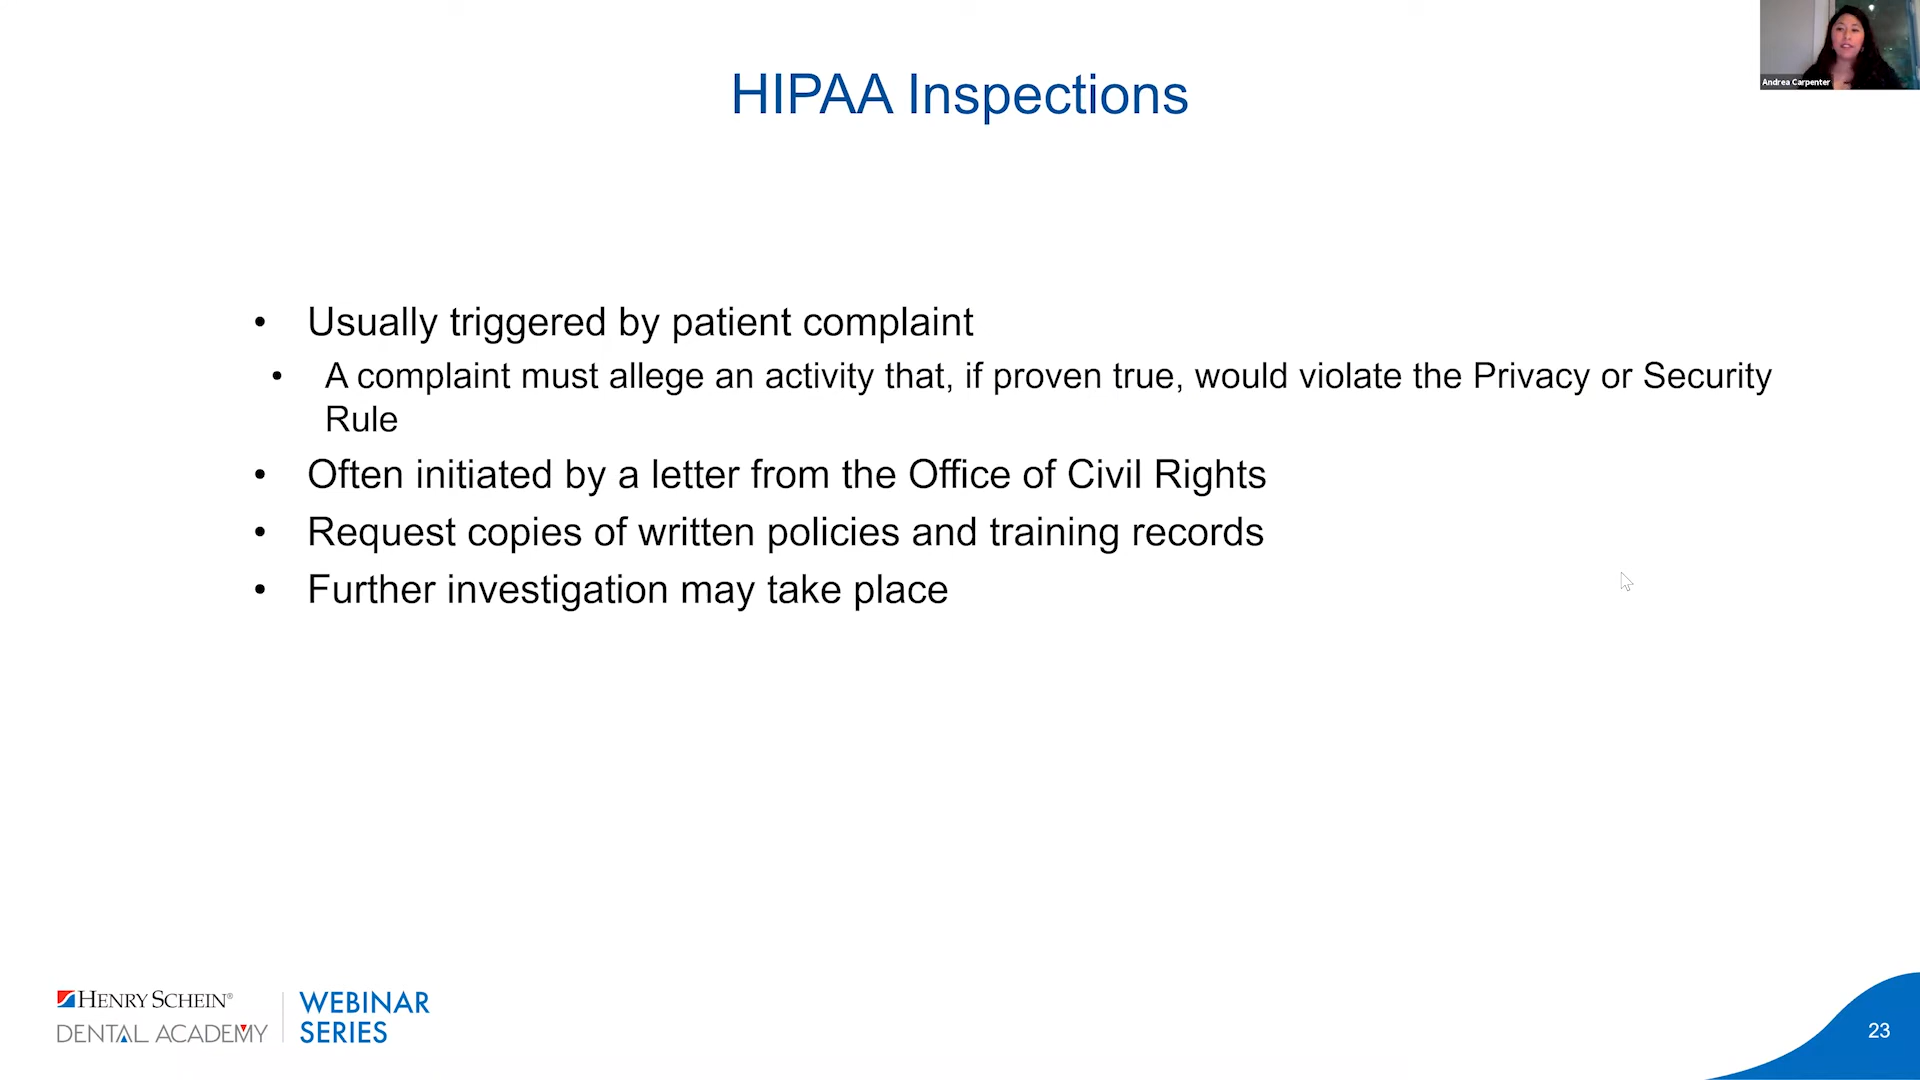 HIPAA Inspections
Andrea Carpenter
• Usually triggered by patient complaint
• A complaint must allege an activity that, if proven true, would violate the Privacy or Security
Rule
• Often initiated by a letter from the Office of Civil Rights
• Request copies of written policies and training records
• Further investigation may take place
HENRY SCHEIN®
DENTAL ACADEMY
WEBINAR
SERIES
23